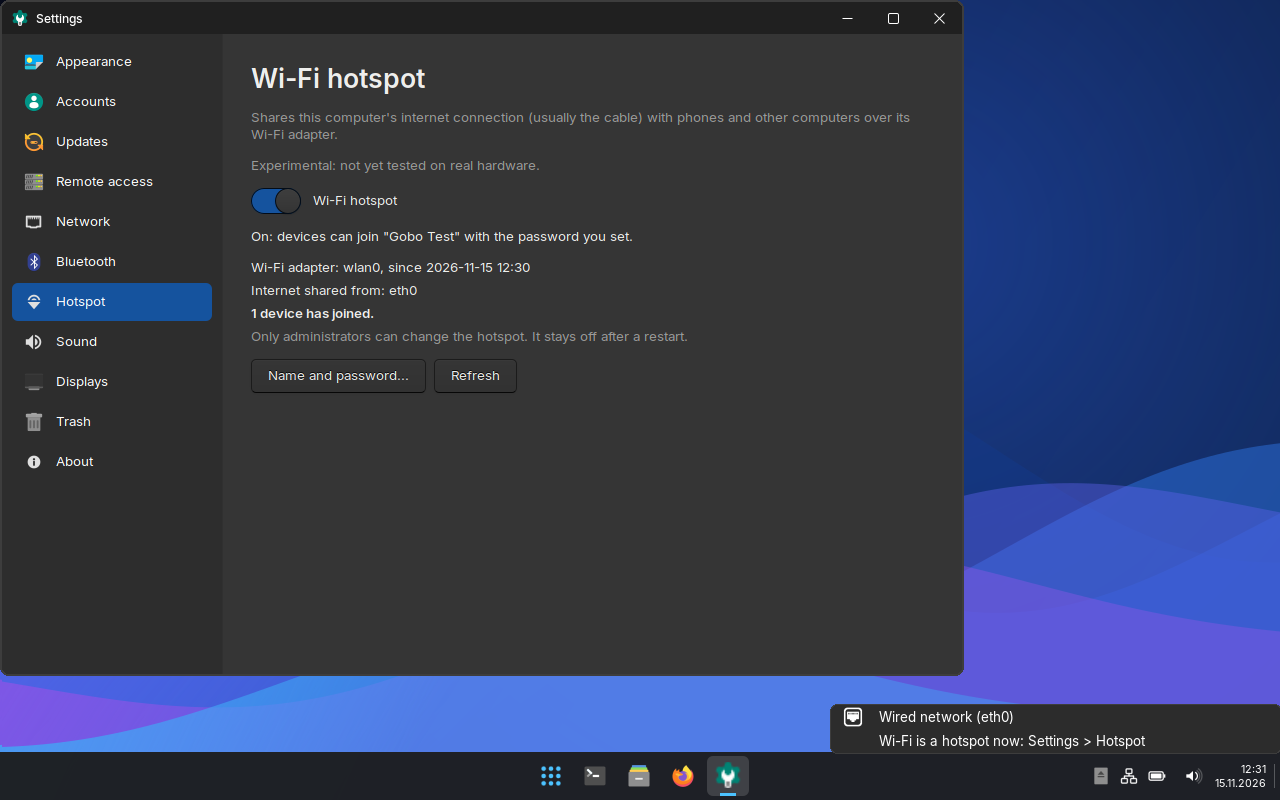 Settings
Appearance
Accounts
Updates
Remote access
Network
Bluetooth
Hotspot
Sound
Displays
Trash
About
Wi-Fi hotspot
Shares this computer's internet connection (usually the cable) with phones and other computers over its
Wi-Fi adapter.
Experimental: not yet tested on real hardware.
Wi-Fi hotspot
On: devices can join "Gobo Test" with the password you set.
Wi-Fi adapter: wlan0, since 2026-11-15 12:30
Internet shared from: eth0
1 device has joined.
Only administrators can change the hotspot. It stays off after a restart.
Name and password...
Refresh
Wired network (eth0)
Wi-Fi is a hotspot now: Settings > Hotspot
12:31
15.11.2026